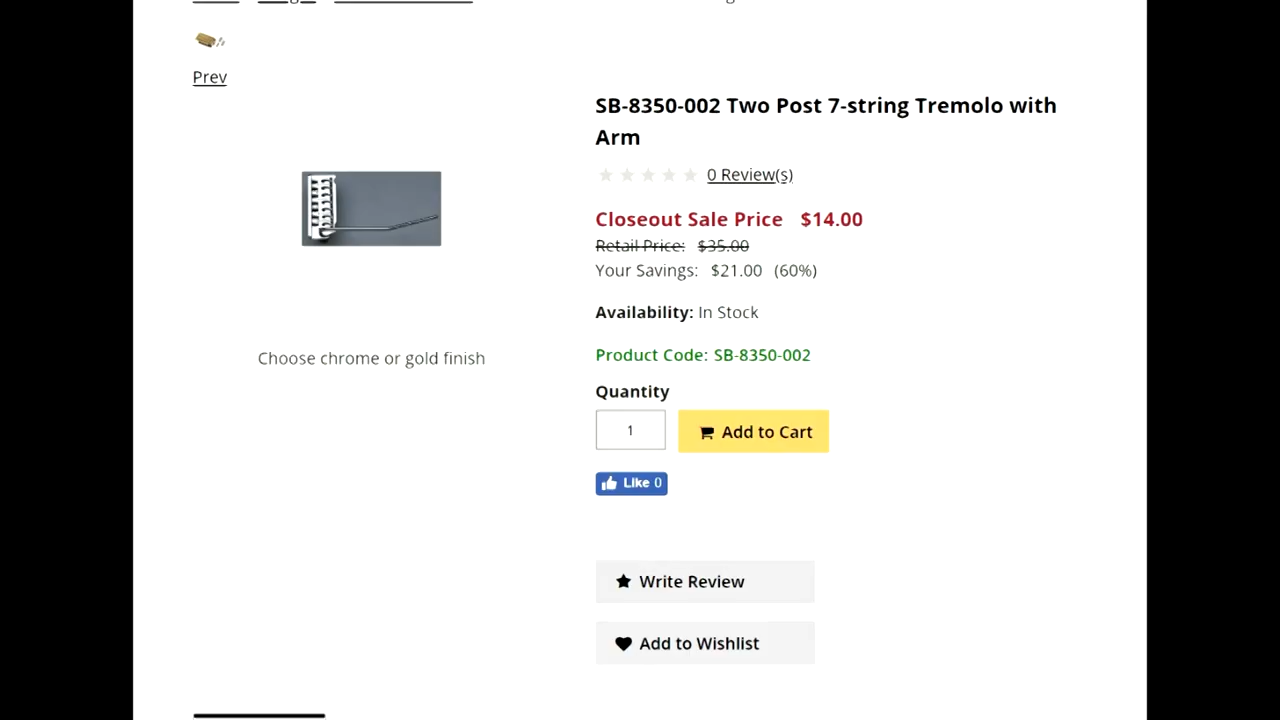 Prev
SB-8350-002 Two Post 7-string Tremolo with
Arm
0 Review(s)
Closeout Sale Price $14.00
Retail Price: $35.00
Your Savings: $21.00 (60%)
Availability: In Stock
Choose chrome or gold finish
Product Code: SB-8350-002
Quantity
1 Add to Cart
Like 0
Write Review
Add to Wishlist